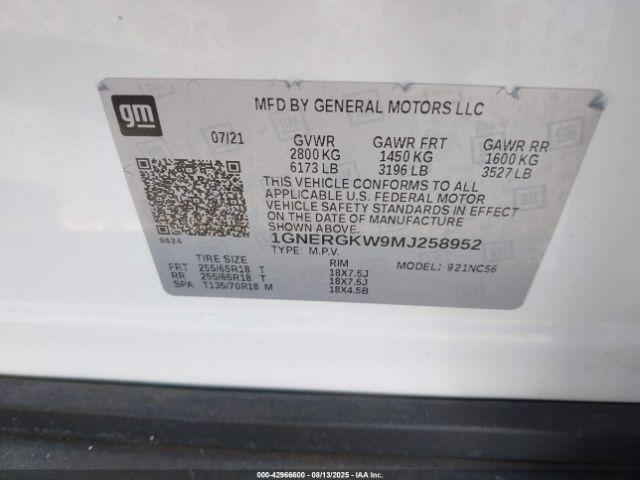 gm
MFD BY GENERAL MOTORS LLC
07/21 GVWR GAWR FRT GAWR RR
2800 KG 1450 KG 1600 KG
6173 LB 3196 LB 3527 LB
THIS VEHICLE CONFORMS TO ALL
APPLICABLE U.S. FEDERAL MOTOR
VEHICLE SAFETY STANDARDS IN EFFECT
ON THE DATE OF MANUFACTURE
SHOWN ABOVE.
1GNERGKW9MJ258952
8624
TYPE: M.P.V. MODEL: 921NC56
TIRE SIZE RIM
FRT 255/65R18 T 18X7.5J
RR 255/65R18 T 18X7.5J
SPA T135/70R18 M 18X4.5B
000-42966600 - 08/13/2025 - IAAI.COM